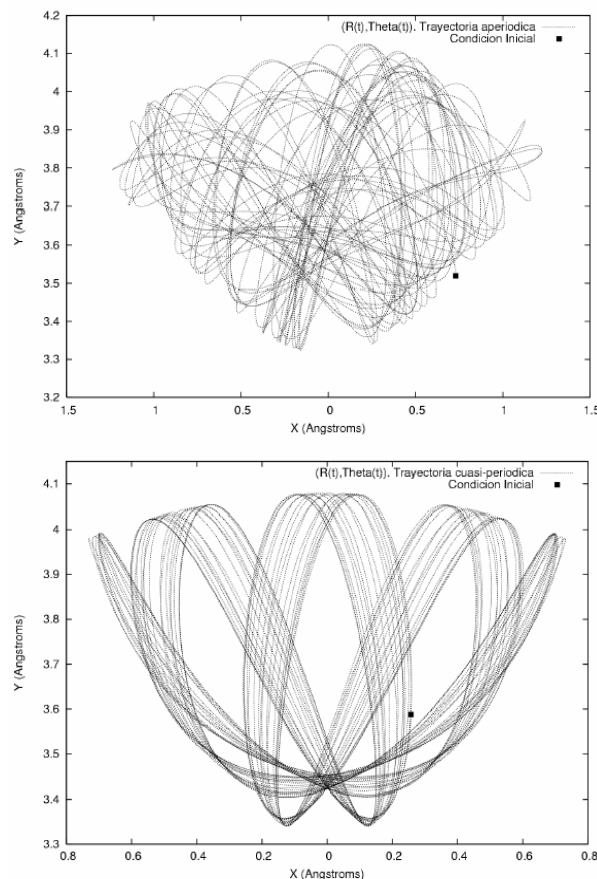 (R(t),Theta(t)). Trayectoria aperiodica
Condicion Inicial
4.2
4.1
4
3.9
3.8
3.7
3.6
3.5
3.4
3.3
3.2
Y (Angstroms)
1.5 1 0.5 0 0.5 1 1.5
X (Angstroms)
(R(t),Theta(t)). Trayectoria cuasi-periodica
Condicion Inicial
4.1
4
3.9
3.8
3.7
3.6
3.5
3.4
3.3
Y (Angstroms)
0.8 0.6 0.4 0.2 0 0.2 0.4 0.6 0.8
X (Angstroms)